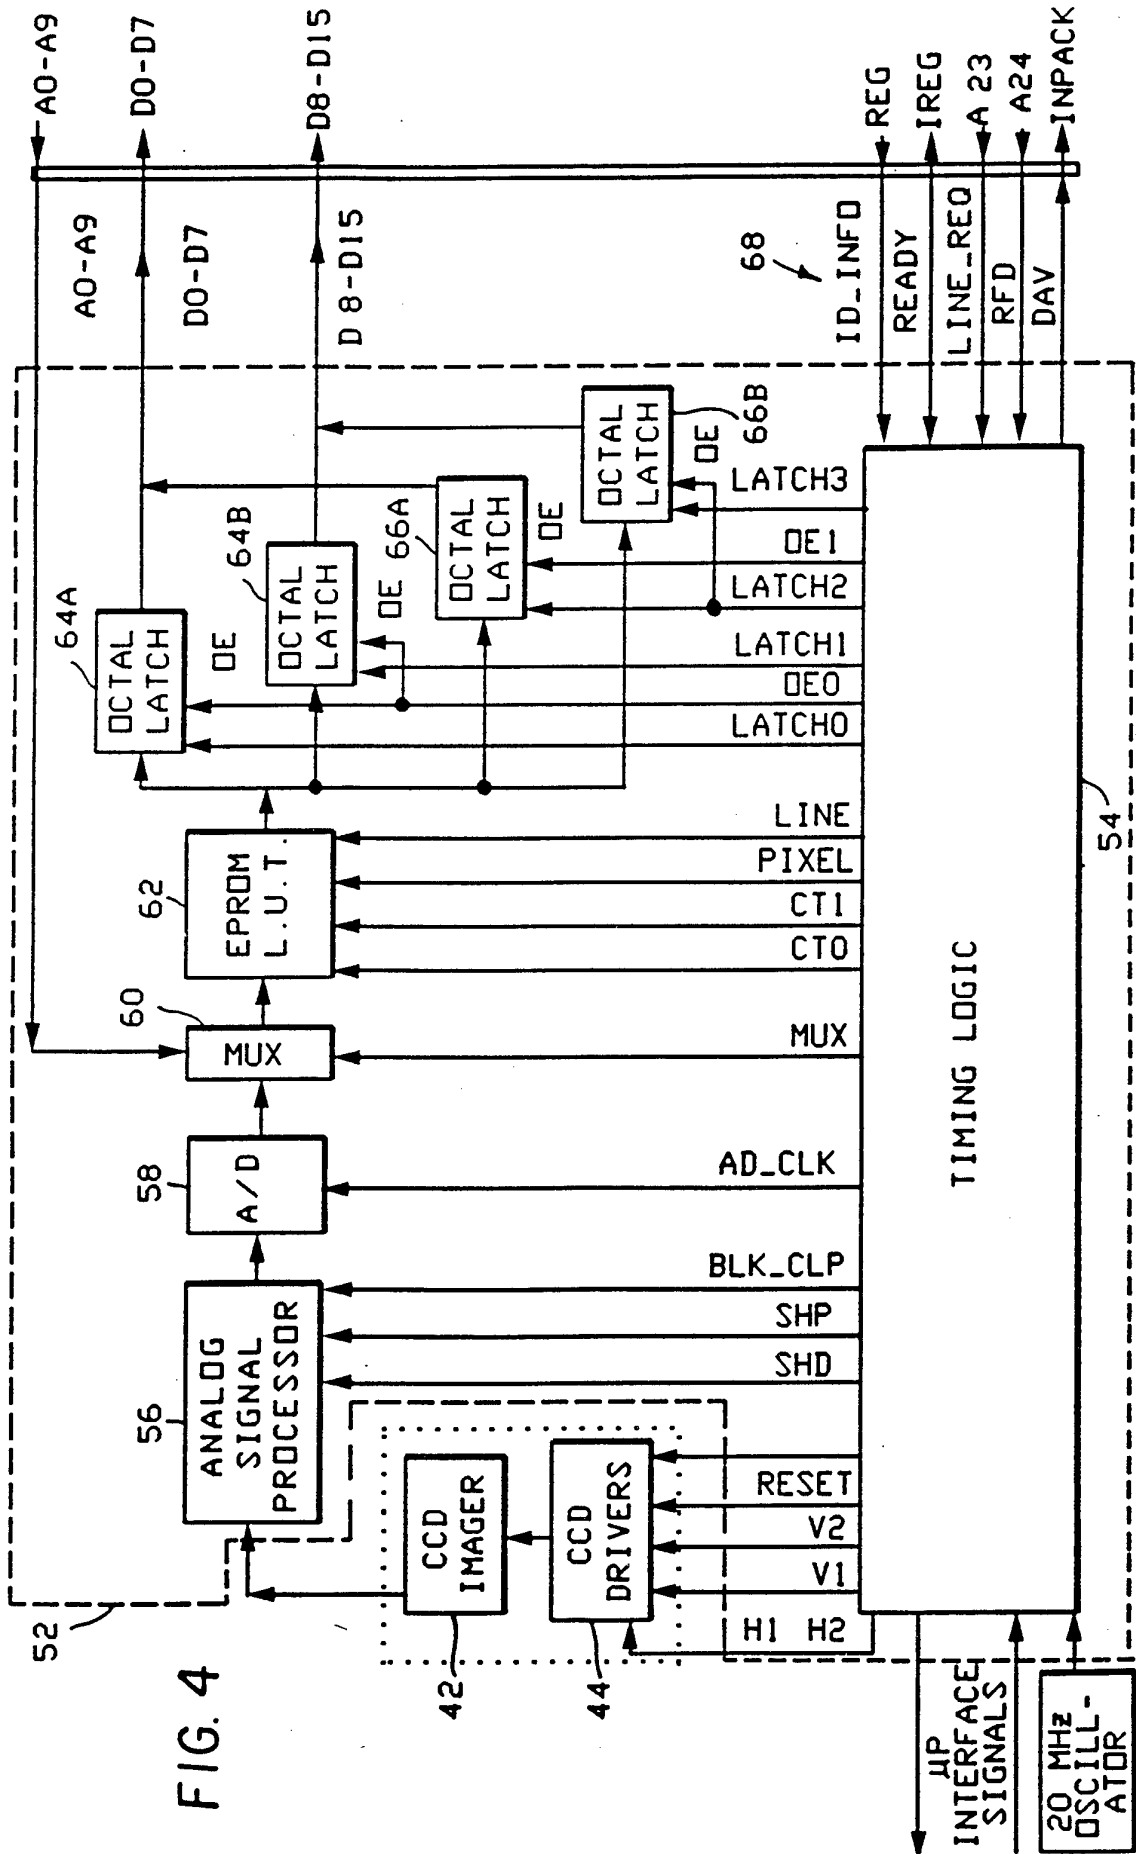 FIG. 4
52
56
ANALOG
SIGNAL
PROCESSOR
58
A/D
60
MUX
62
EPROM
L.U.T.
64A
OCTAL
LATCH
OE
64B
OCTAL
LATCH
OE
66A
OCTAL
LATCH
OE
OCTAL
LATCH
66B
OE
A0-A9
A0-A9
D0-D7
D0-D7
D8-D15
D8-D15
42
CCD
IMAGER
44
CCD
DRIVERS
H1 H2
V1
V2
RESET
SHD
SHP
BLK_CLP
AD_CLK
MUX
CT0
CT1
PIXEL
LINE
LATCH0
OE0
LATCH1
LATCH2
OE1
LATCH3
68
ID_INFO
REG
READY
IREG
LINE_REQ
A23
RFD
A24
DAV
INPACK
TIMING LOGIC
54
µP
INTERFACE
SIGNALS
20 MHz
OSCILL-
ATOR